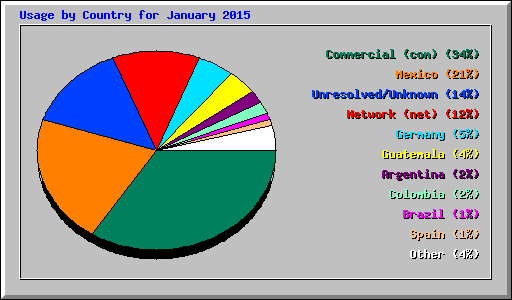 Usage by Country for January 2015
Commercial (com) (34%)
Mexico (21%)
Unresolved/Unknown (14%)
Network (net) (12%)
Germany (5%)
Guatemala (4%)
Argentina (2%)
Colombia (2%)
Brazil (1%)
Spain (1%)
Other (4%)